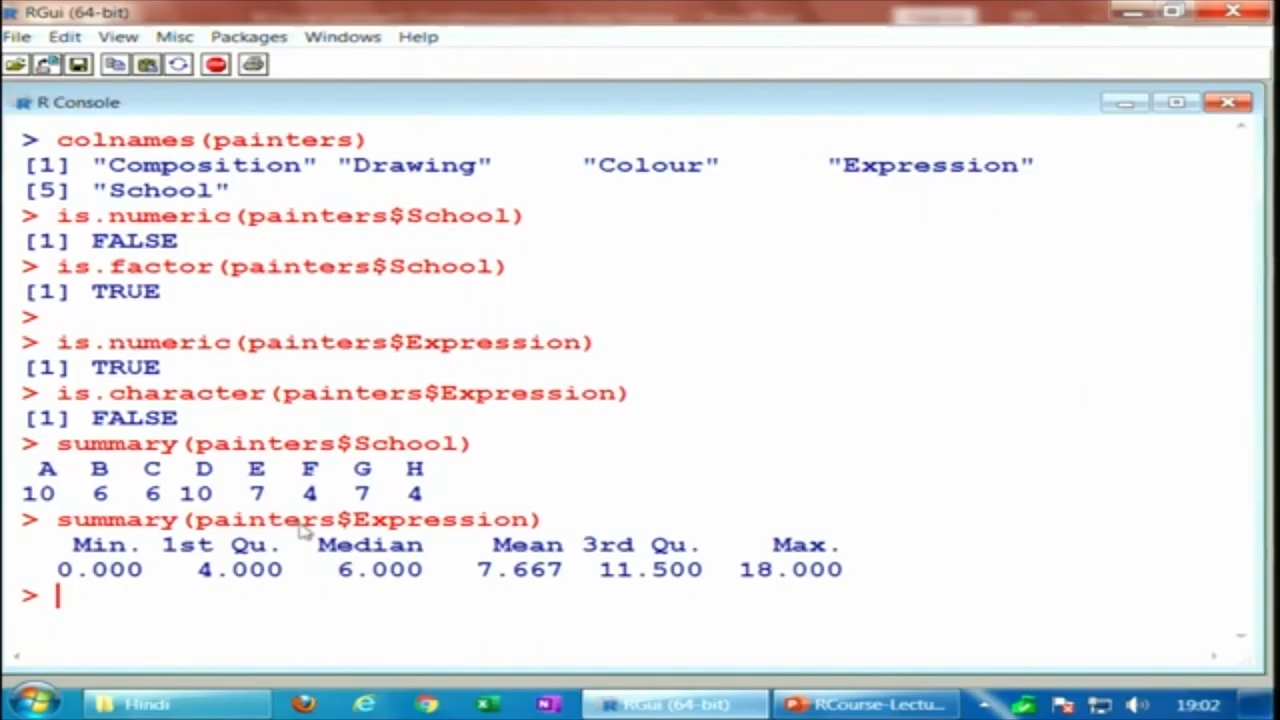 RGui (64-bit)
File Edit View Misc Packages Windows Help
R Console
> colnames(painters)
[1] "Composition" "Drawing" "Colour" "Expression"
[5] "School"
> is.numeric(painters$School)
[1] FALSE
> is.factor(painters$School)
[1] TRUE
>
> is.numeric(painters$Expression)
[1] TRUE
> is.character(painters$Expression)
[1] FALSE
> summary(painters$School)
A B C D E F G H
10 6 6 10 7 4 7 4
> summary(painters$Expression)
Min. 1st Qu. Median Mean 3rd Qu. Max.
0.000 4.000 6.000 7.667 11.500 18.000
>
Hindi RGui (64-bit) RCourse-Lectu... 19:02